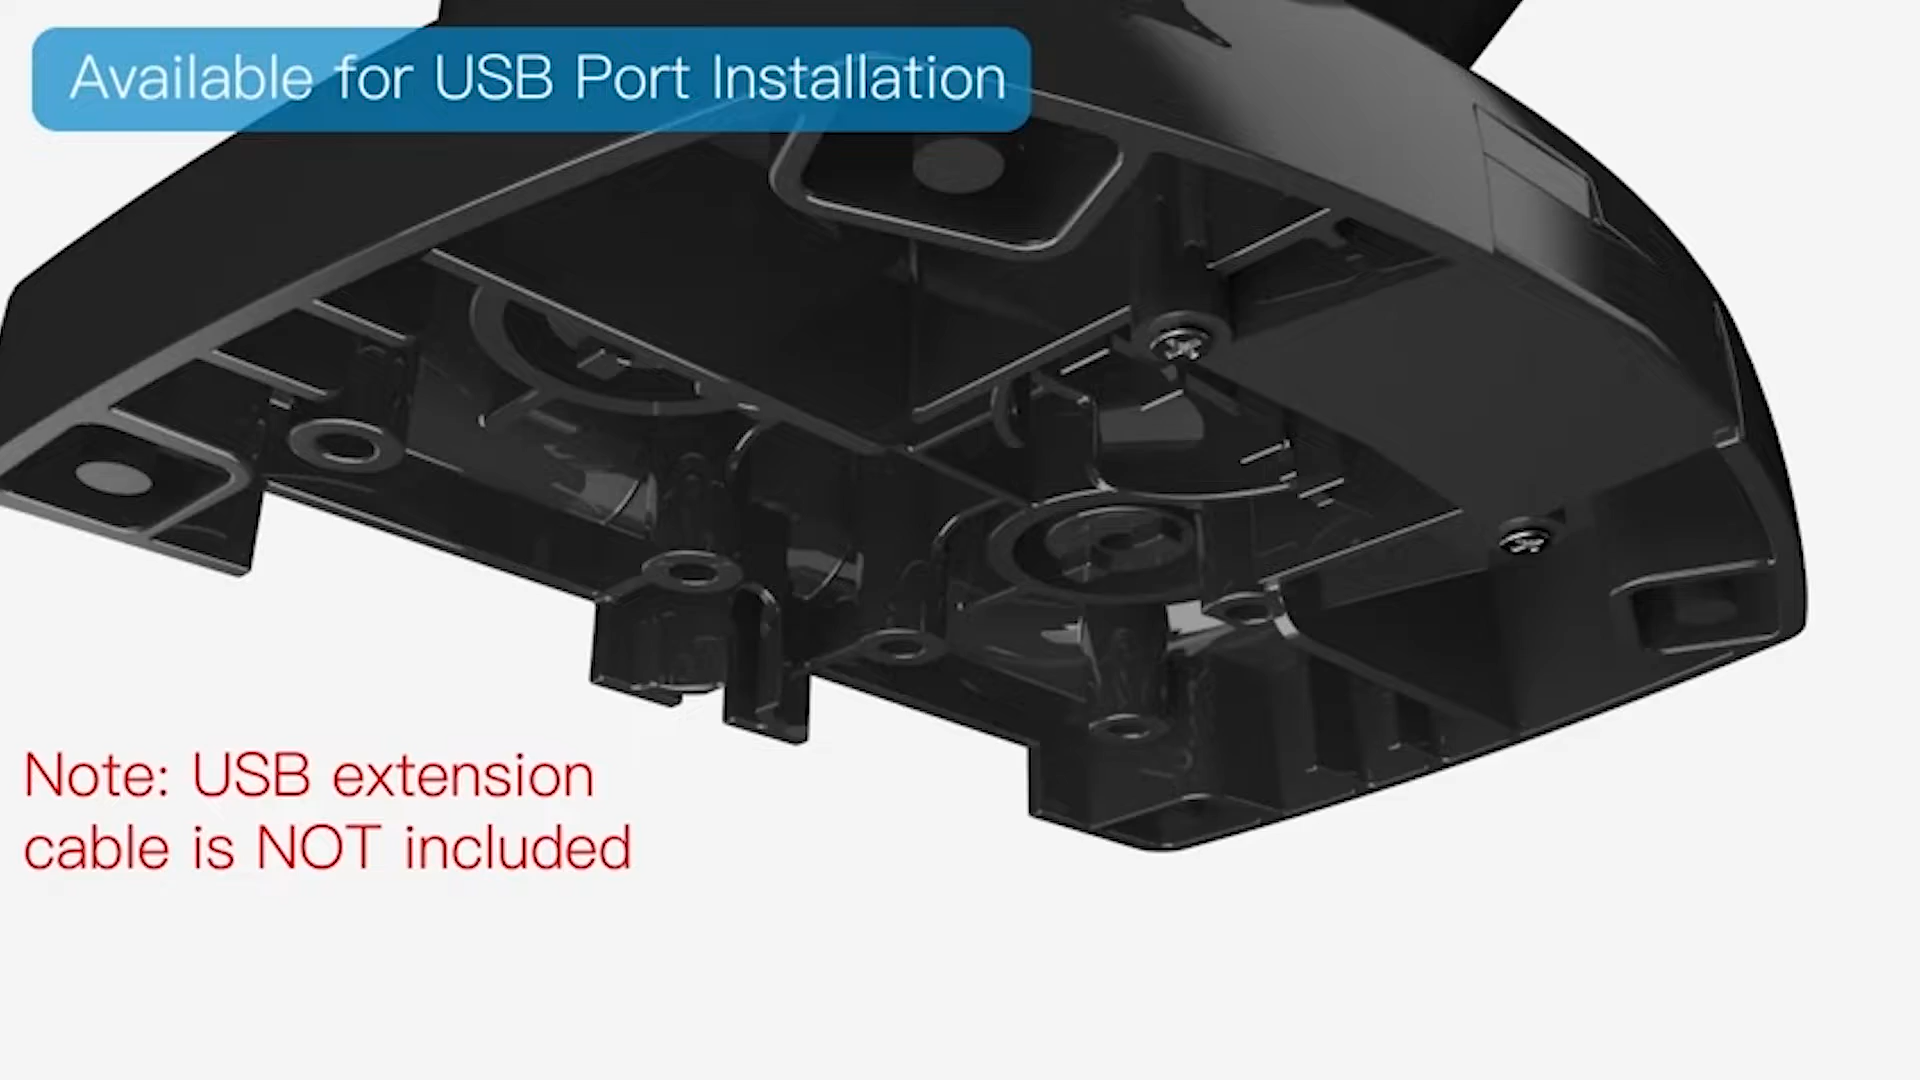 Available for USB Port Installation
Note: USB extension
cable is NOT included